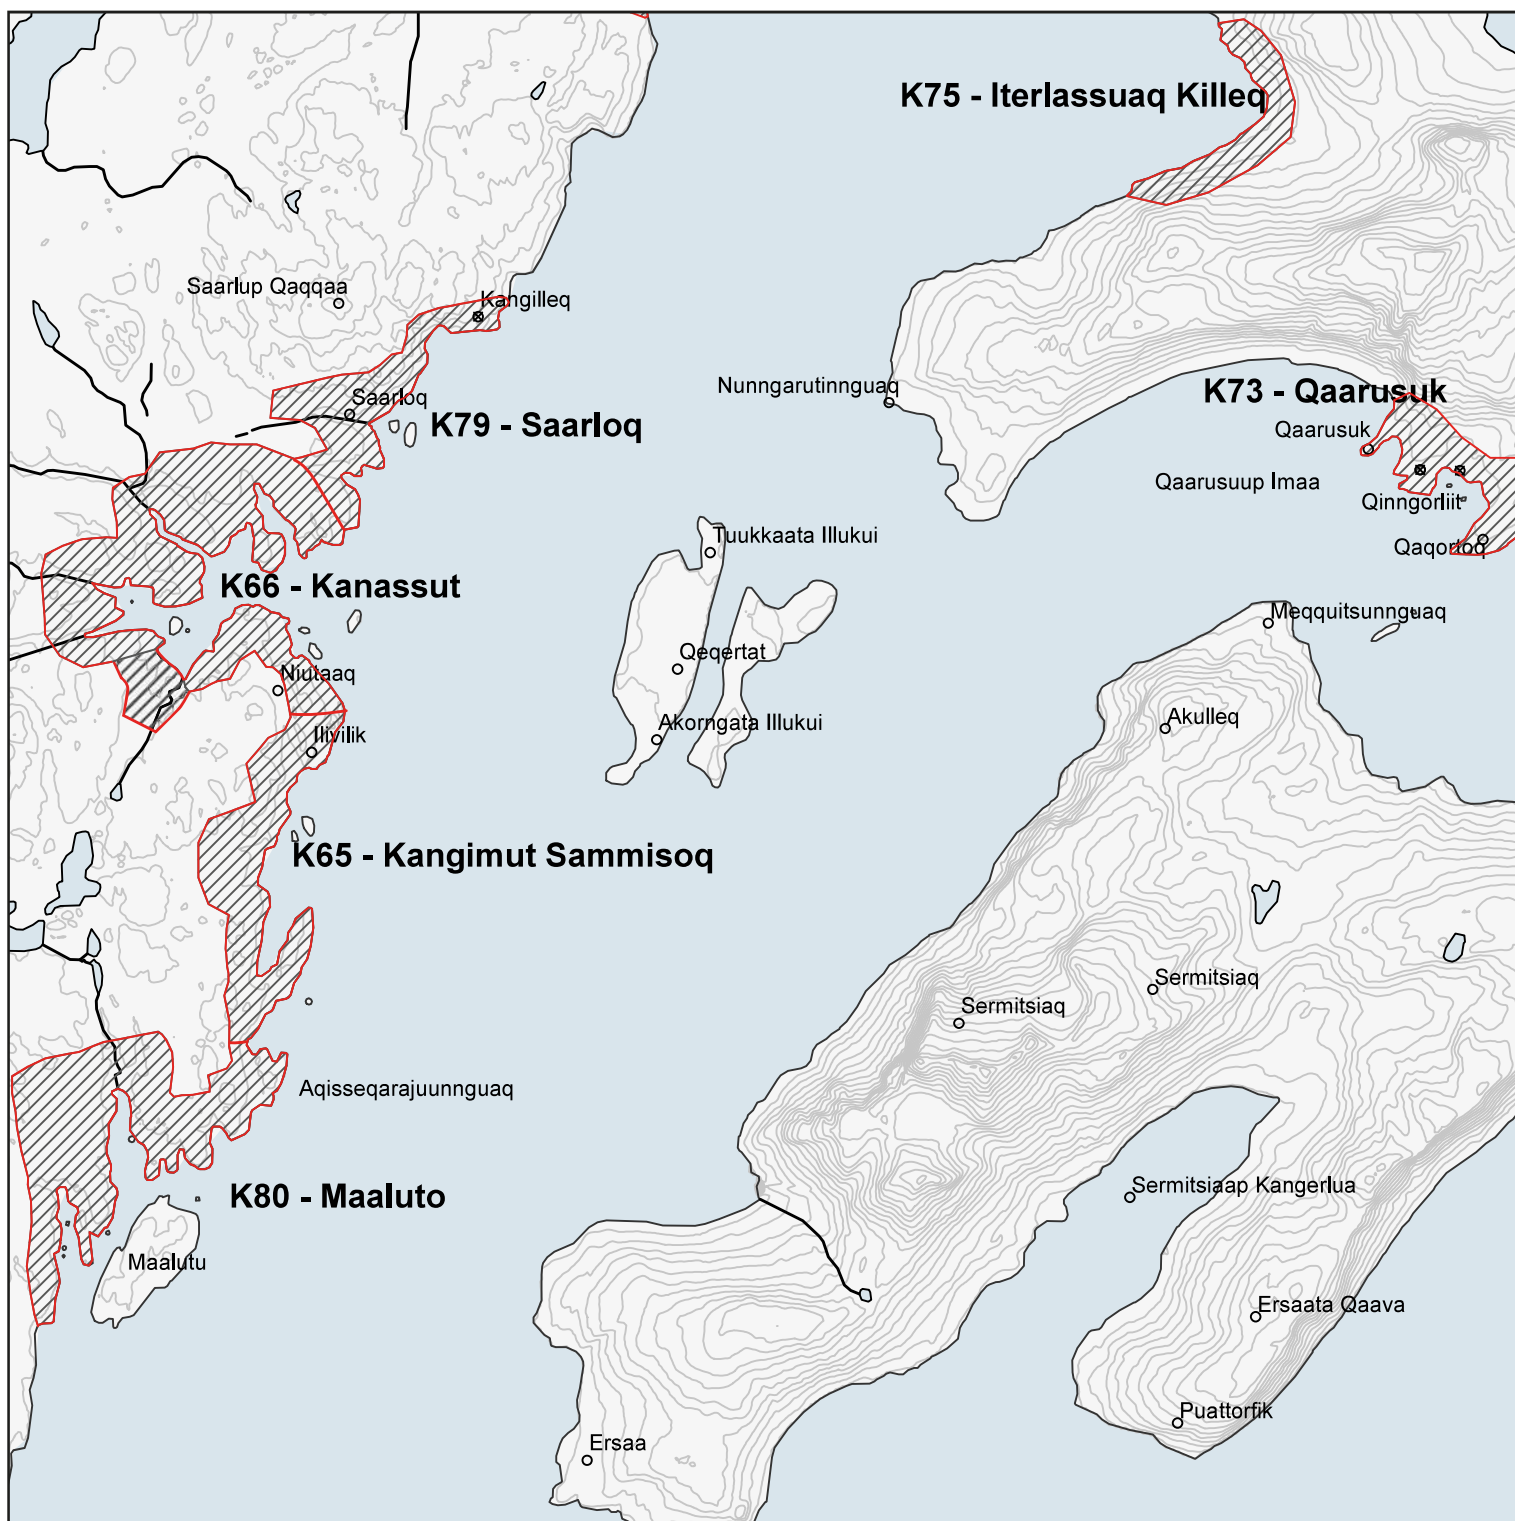 K75 - Iterlassuaq Killeq
Saarlup Qaqqaa
Kangilleq
Nunngarutinnguaq
K73 - Qaarusuk
Saarloq
K79 - Saarloq
Qaarusuk
Qaarusuup Imaa
Qinngorliit
Tuukkaata Illukui
Qaqortoq
K66 - Kanassut
Meqquitsunnguaq
Qeqertat
Niutaaq
Akorngata Illukui
Akulleq
Ilivilik
K65 - Kangimut Sammisoq
Sermitsiaq
Sermitsiaq
Aqisseqarajuunnguaq
Sermitsiaap Kangerlua
K80 - Maaluto
Maalutu
Ersaata Qaava
Puattorfik
Ersaa